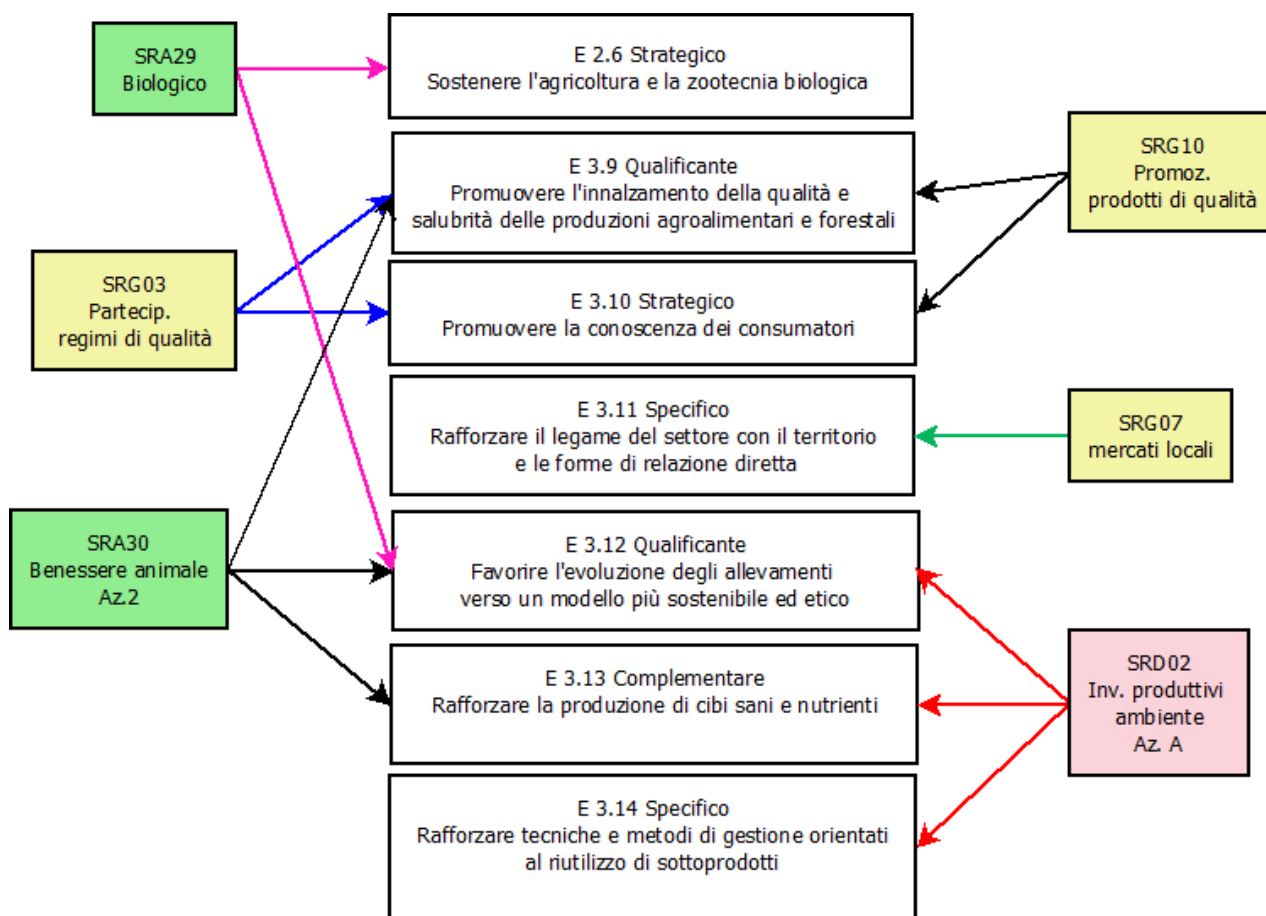 SRA29
Biologico
SRG03
Partecip.
regimi di qualità
SRA30
Benessere animale
Az.2
E 2.6 Strategico
Sostenere l'agricoltura e la zootecnia biologica
E 3.9 Qualificante
Promuovere l'innalzamento della qualità e
salubrità delle produzioni agroalimentari e forestali
E 3.10 Strategico
Promuovere la conoscenza dei consumatori
E 3.11 Specifico
Rafforzare il legame del settore con il territorio
e le forme di relazione diretta
E 3.12 Qualificante
Favorire l'evoluzione degli allevamenti
verso un modello più sostenibile ed etico
E 3.13 Complementare
Rafforzare la produzione di cibi sani e nutrienti
E 3.14 Specifico
Rafforzare tecniche e metodi di gestione orientati
al riutilizzo di sottoprodotti
SRG10
Promoz.
prodotti di qualità
SRG07
mercati locali
SRD02
Inv. produttivi
ambiente
Az. A